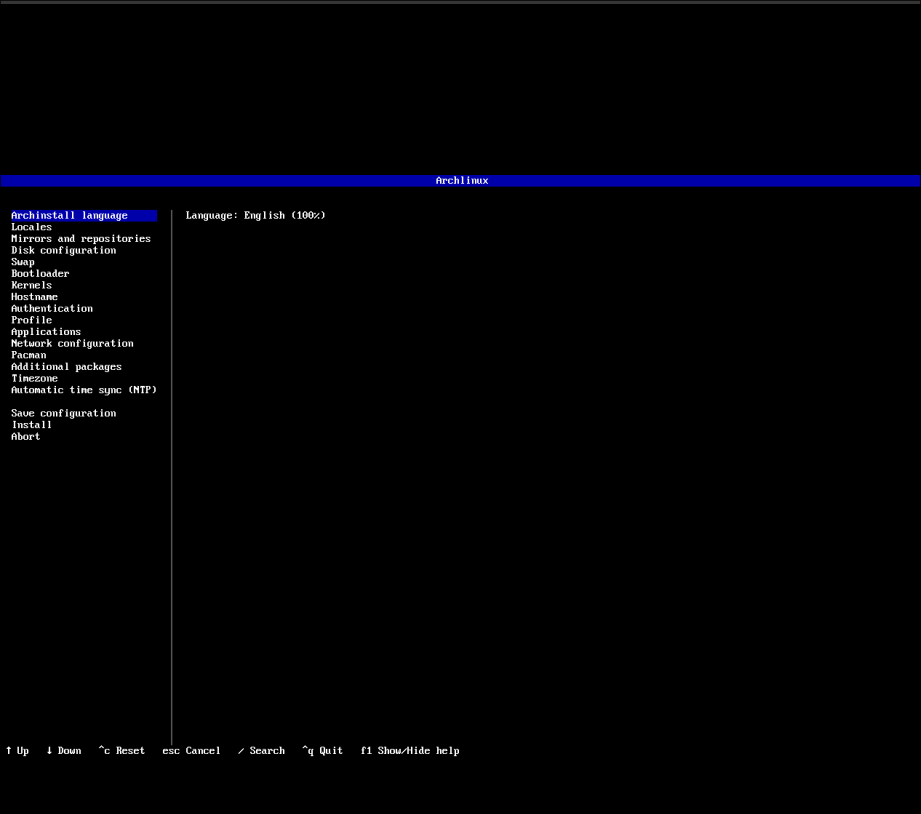 Archlinux
Archinstall language
Language: English (100%)
Locales
Mirrors and repositories
Disk configuration
Swap
Bootloader
Kernels
Hostname
Authentication
Profile
Applications
Network configuration
Pacman
Additional packages
Timezone
Automatic time sync (NTP)
Save configuration
Install
Abort
↑ Up ↓ Down ^c Reset esc Cancel / Search ^q Quit f1 Show/Hide help